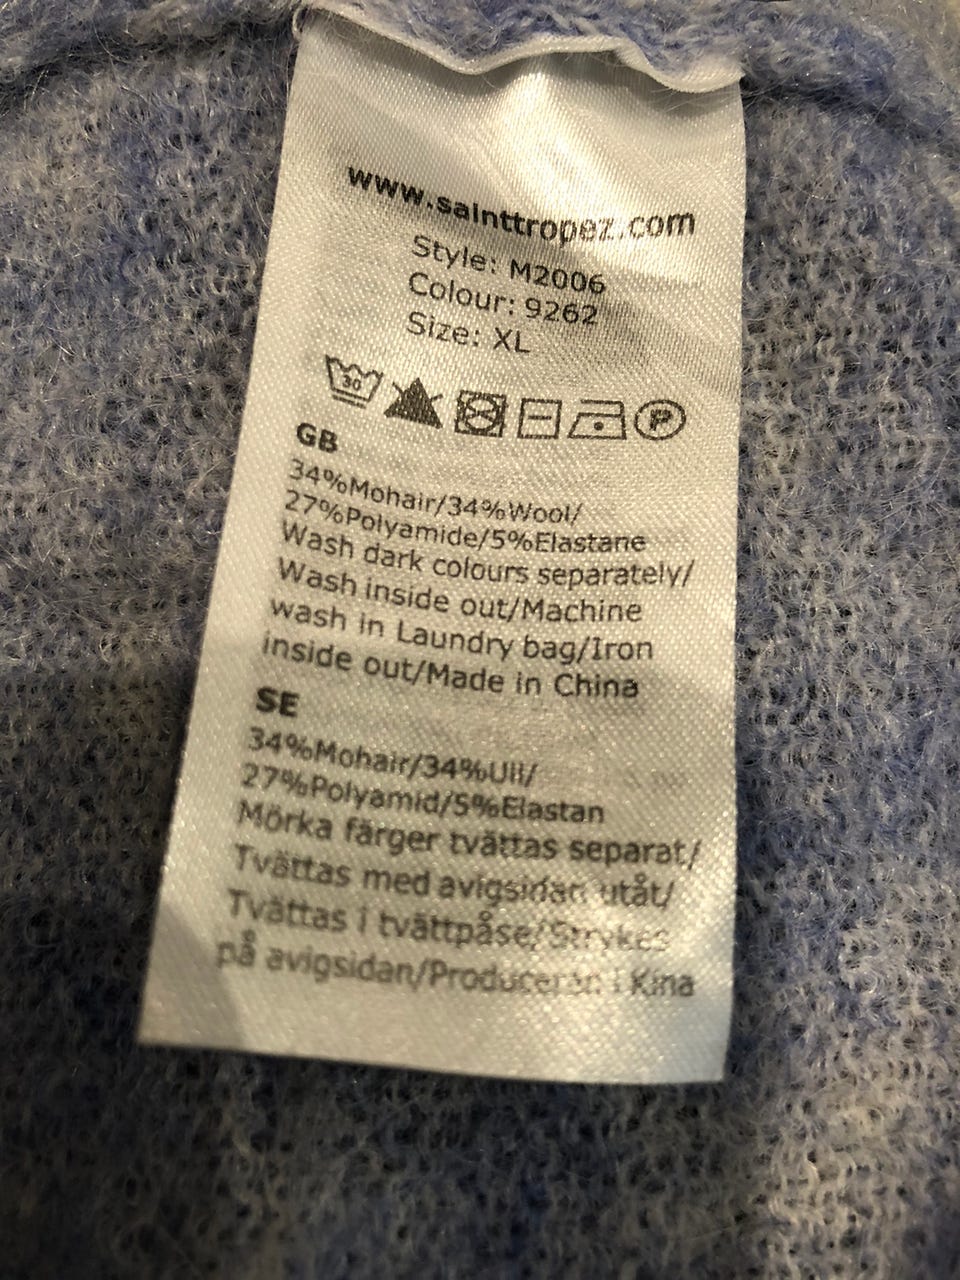 www.sainttropez.com
Style: M2006
Colour: 9262
Size: XL
30 P
GB
34%Mohair/34%Wool/
27%Polyamide/5%Elastane
Wash dark colours separately/
Wash inside out/Machine
wash in Laundry bag/Iron
inside out/Made in China
SE
34%Mohair/34%Ull/
27%Polyamid/5%Elastan
Mörka färger tvättas separat/
Tvättas med avigsidan utåt/
Tvättas i tvättpåse/Strykes
på avigsidan/Produceran i Kina